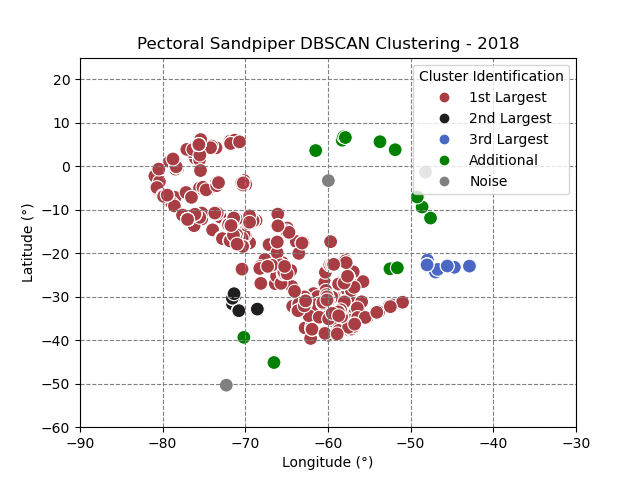 Pectoral Sandpiper DBSCAN Clustering - 2018
Cluster Identification
1st Largest
2nd Largest
3rd Largest
Additional
Noise
20
10
0
−10
−20
−30
−40
−50
−60
Latitude (°)
−90
−80
−70
−60
−50
−40
−30
Longitude (°)